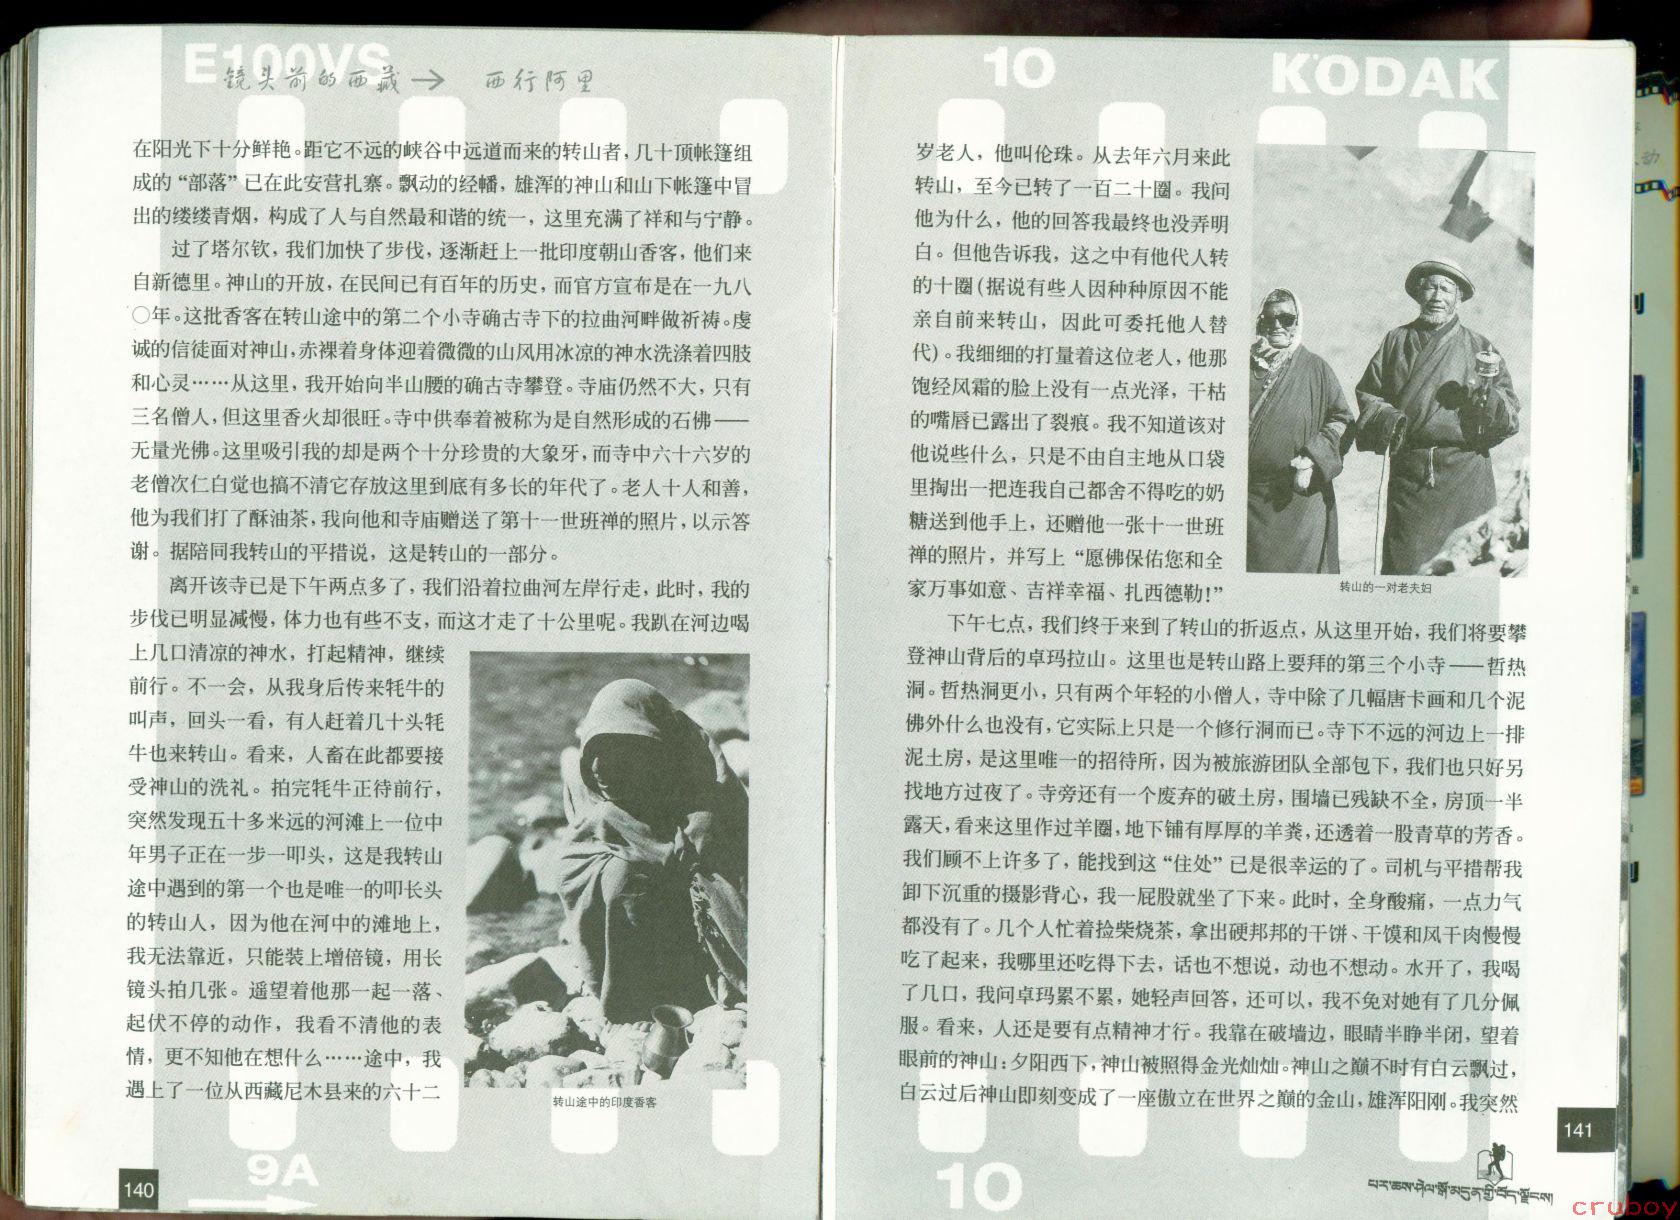 E100VS
镜头前的西藏→ 西行阿里
在阳光下十分鲜艳。距它不远的峡谷中远道而来的转山者，几十顶帐篷组
成的“部落”已在此安营扎寨。飘动的经幡，雄浑的神山和山下帐篷中冒
出的缕缕青烟，构成了人与自然最和谐的统一，这里充满了祥和与宁静。
过了塔尔钦，我们加快了步伐，逐渐赶上一批印度朝山香客，他们来
自新德里。神山的开放，在民间已有百年的历史，而官方宣布是在一九八
〇年。这批香客在转山途中的第二个小寺确古寺下的拉曲河畔做祈祷。虔
诚的信徒面对神山，赤裸着身体迎着微微的山风用冰凉的神水洗涤着四肢
和心灵……从这里，我开始向半山腰的确古寺攀登。寺庙仍然不大，只有
三名僧人，但这里香火却很旺。寺中供奉着被称为是自然形成的石佛——
无量光佛。这里吸引我的却是两个十分珍贵的大象牙，而寺中六十六岁的
老僧次仁白觉也搞不清它存放这里到底有多长的年代了。老人十人和善，
他为我们打了酥油茶，我向他和寺庙赠送了第十一世班禅的照片，以示答
谢。据陪同我转山的平措说，这是转山的一部分。
离开该寺已是下午两点多了，我们沿着拉曲河左岸行走，此时，我的
步伐已明显减慢，体力也有些不支，而这才走了十公里呢。我趴在河边喝
上几口清凉的神水，打起精神，继续
前行。不一会，从我身后传来牦牛的
叫声，回头一看，有人赶着几十头牦
牛也来转山。看来，人畜在此都要接
受神山的洗礼。拍完牦牛正待前行，
突然发现五十多米远的河滩上一位中
年男子正在一步一叩头，这是我转山
途中遇到的第一个也是唯一的叩长头
的转山人，因为他在河中的滩地上，
我无法靠近，只能装上增倍镜，用长
镜头拍几张。遥望着他那一起一落、
起伏不停的动作，我看不清他的表
情，更不知他在想什么……途中，我
遇上了一位从西藏尼木县来的六十二
转山途中的印度香客
9A
140
10
KODAK
岁老人，他叫伦珠。从去年六月来此
转山，至今已转了一百二十圈。我问
他为什么，他的回答我最终也没弄明
白。但他告诉我，这之中有他代人转
的十圈（据说有些人因种种原因不能
亲自前来转山，因此可委托他人替
代）。我细细的打量着这位老人，他那
饱经风霜的脸上没有一点光泽，干枯
的嘴唇已露出了裂痕。我不知道该对
他说些什么，只是不由自主地从口袋
里掏出一把连我自己都舍不得吃的奶
糖送到他手上，还赠他一张十一世班
禅的照片，并写上“愿佛保佑您和全
家万事如意、吉祥幸福、扎西德勒！”
转山的一对老夫妇
下午七点，我们终于来到了转山的折返点，从这里开始，我们将要攀
登神山背后的卓玛拉山。这里也是转山路上要拜的第三个小寺——哲热
洞。哲热洞更小，只有两个年轻的小僧人，寺中除了几幅唐卡画和几个泥
佛外什么也没有，它实际上只是一个修行洞而已。寺下不远的河边上一排
泥土房，是这里唯一的招待所，因为被旅游团队全部包下，我们也只好另
找地方过夜了。寺旁还有一个废弃的破土房，围墙已残缺不全，房顶一半
露天，看来这里作过羊圈，地下铺有厚厚的羊粪，还透着一股青草的芳香。
我们顾不上许多了，能找到这“住处”已是很幸运的了。司机与平措帮我
卸下沉重的摄影背心，我一屁股就坐了下来。此时，全身酸痛，一点力气
都没有了。几个人忙着捡柴烧茶，拿出硬邦邦的干饼、干馍和风干肉慢慢
吃了起来，我哪里还吃得下去，话也不想说，动也不想动。水开了，我喝
了几口，我问卓玛累不累，她轻声回答，还可以，我不免对她有了几分佩
服。看来，人还是要有点精神才行。我靠在破墙边，眼睛半睁半闭，望着
眼前的神山：夕阳西下，神山被照得金光灿灿。神山之巅不时有白云飘过，
白云过后神山即刻变成了一座傲立在世界之巅的金山，雄浑阳刚。我突然
10
141
cruboy